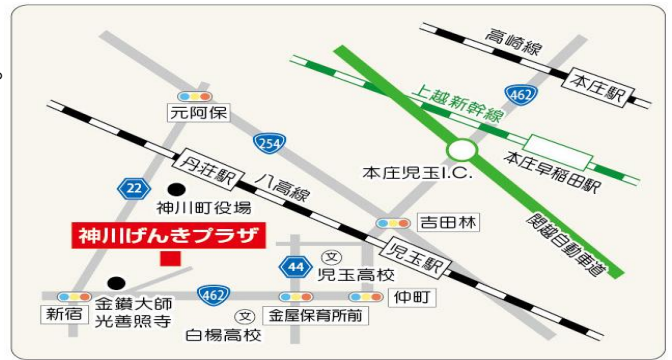 高崎線
本庄駅
462
上越新幹線
元阿保
254
本庄児玉I.C.
本庄早稲田駅
丹荘駅
八高線
22
神川町役場
吉田林
関越自動車道
神川げんきプラザ
児玉駅
44
文
児玉高校
金鑚大師
光善照寺
462
新宿
文
白楊高校
金屋保育所前
仲町